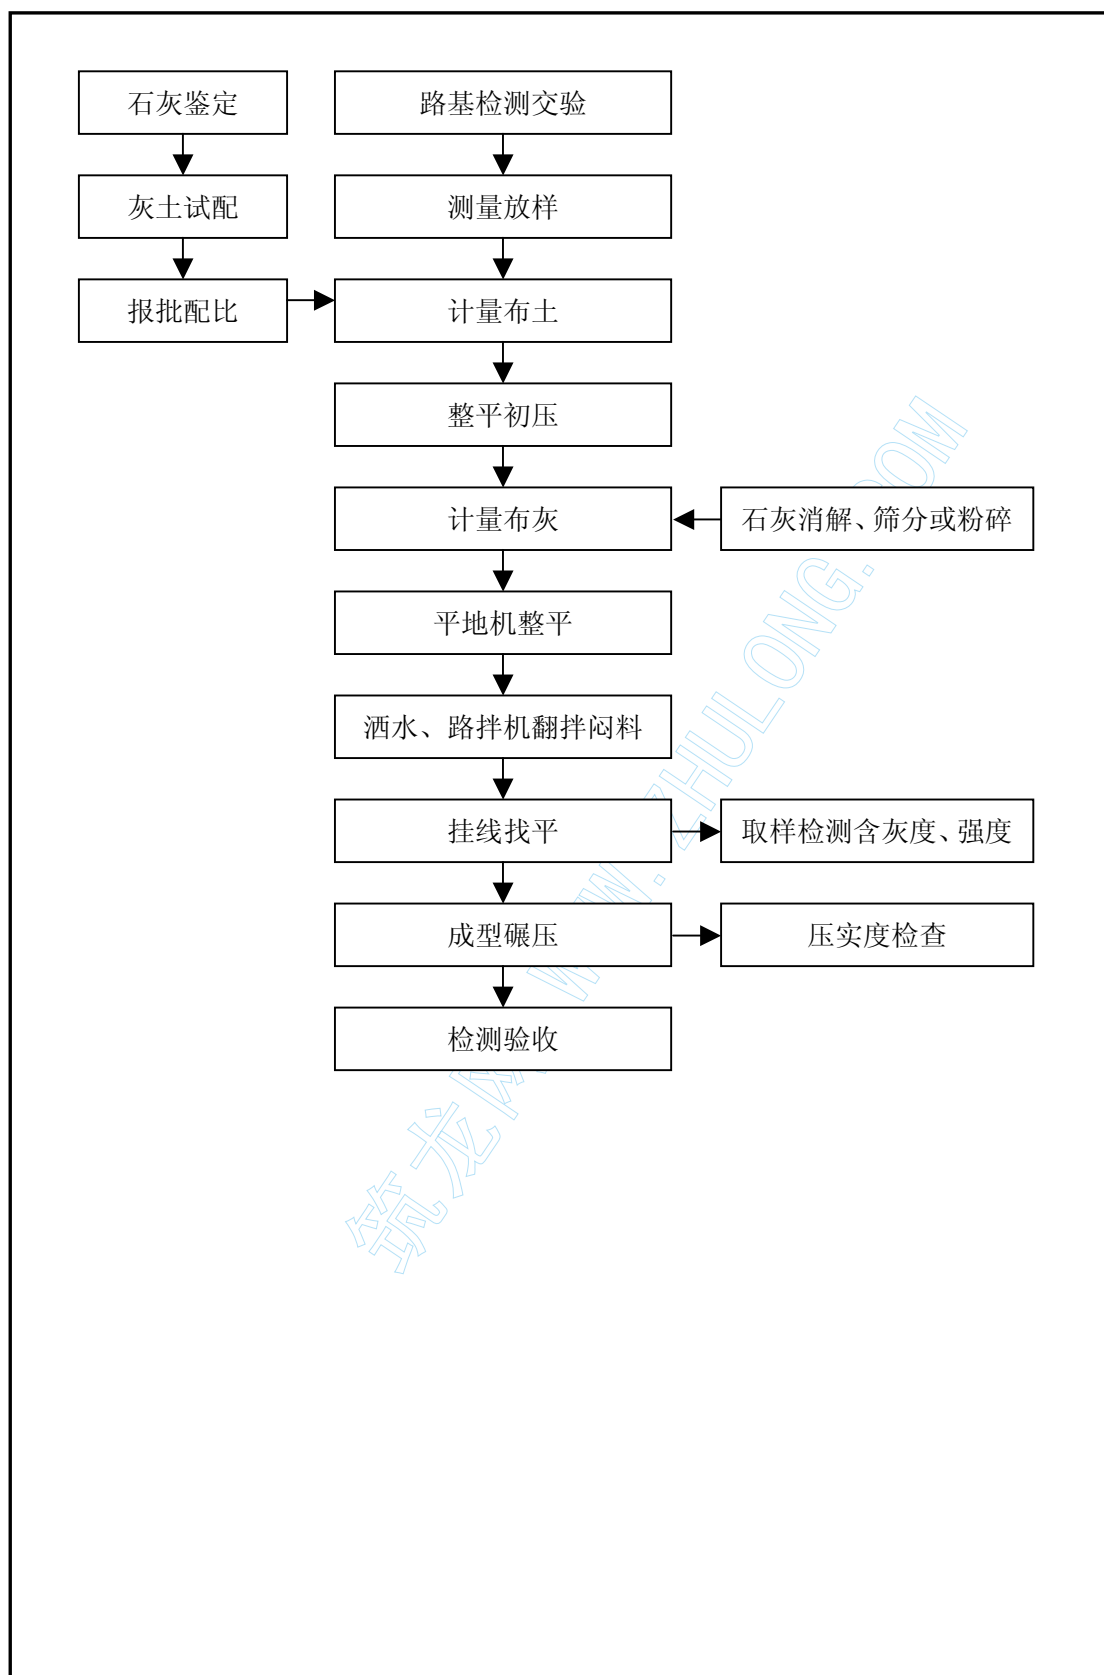 石灰鉴定
路基检测交验
灰土试配
测量放样
报批配比
计量布土
整平初压
计量布灰
石灰消解、筛分或粉碎
平地机整平
洒水、路拌机翻拌闷料
挂线找平
取样检测含灰度、强度
成型碾压
压实度检查
检测验收
筑龙网 WWW.ZHULONG.COM